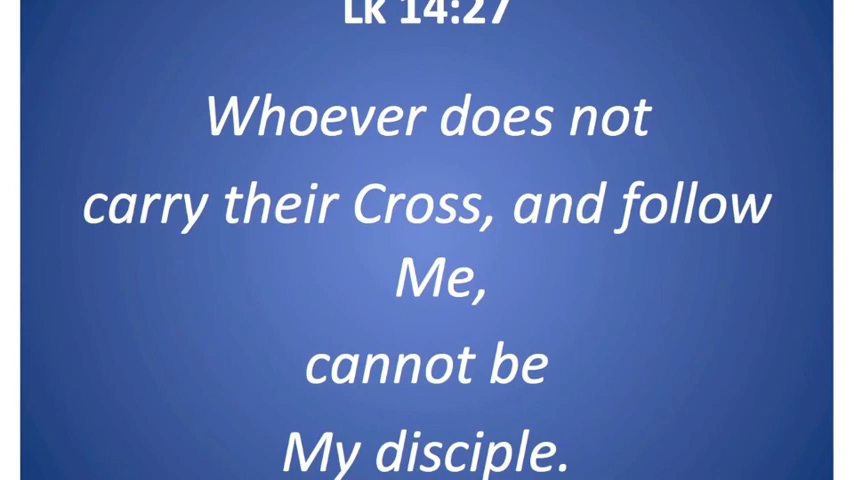 Lk 14:27
Whoever does not
carry their Cross, and follow
Me,
cannot be
My disciple.